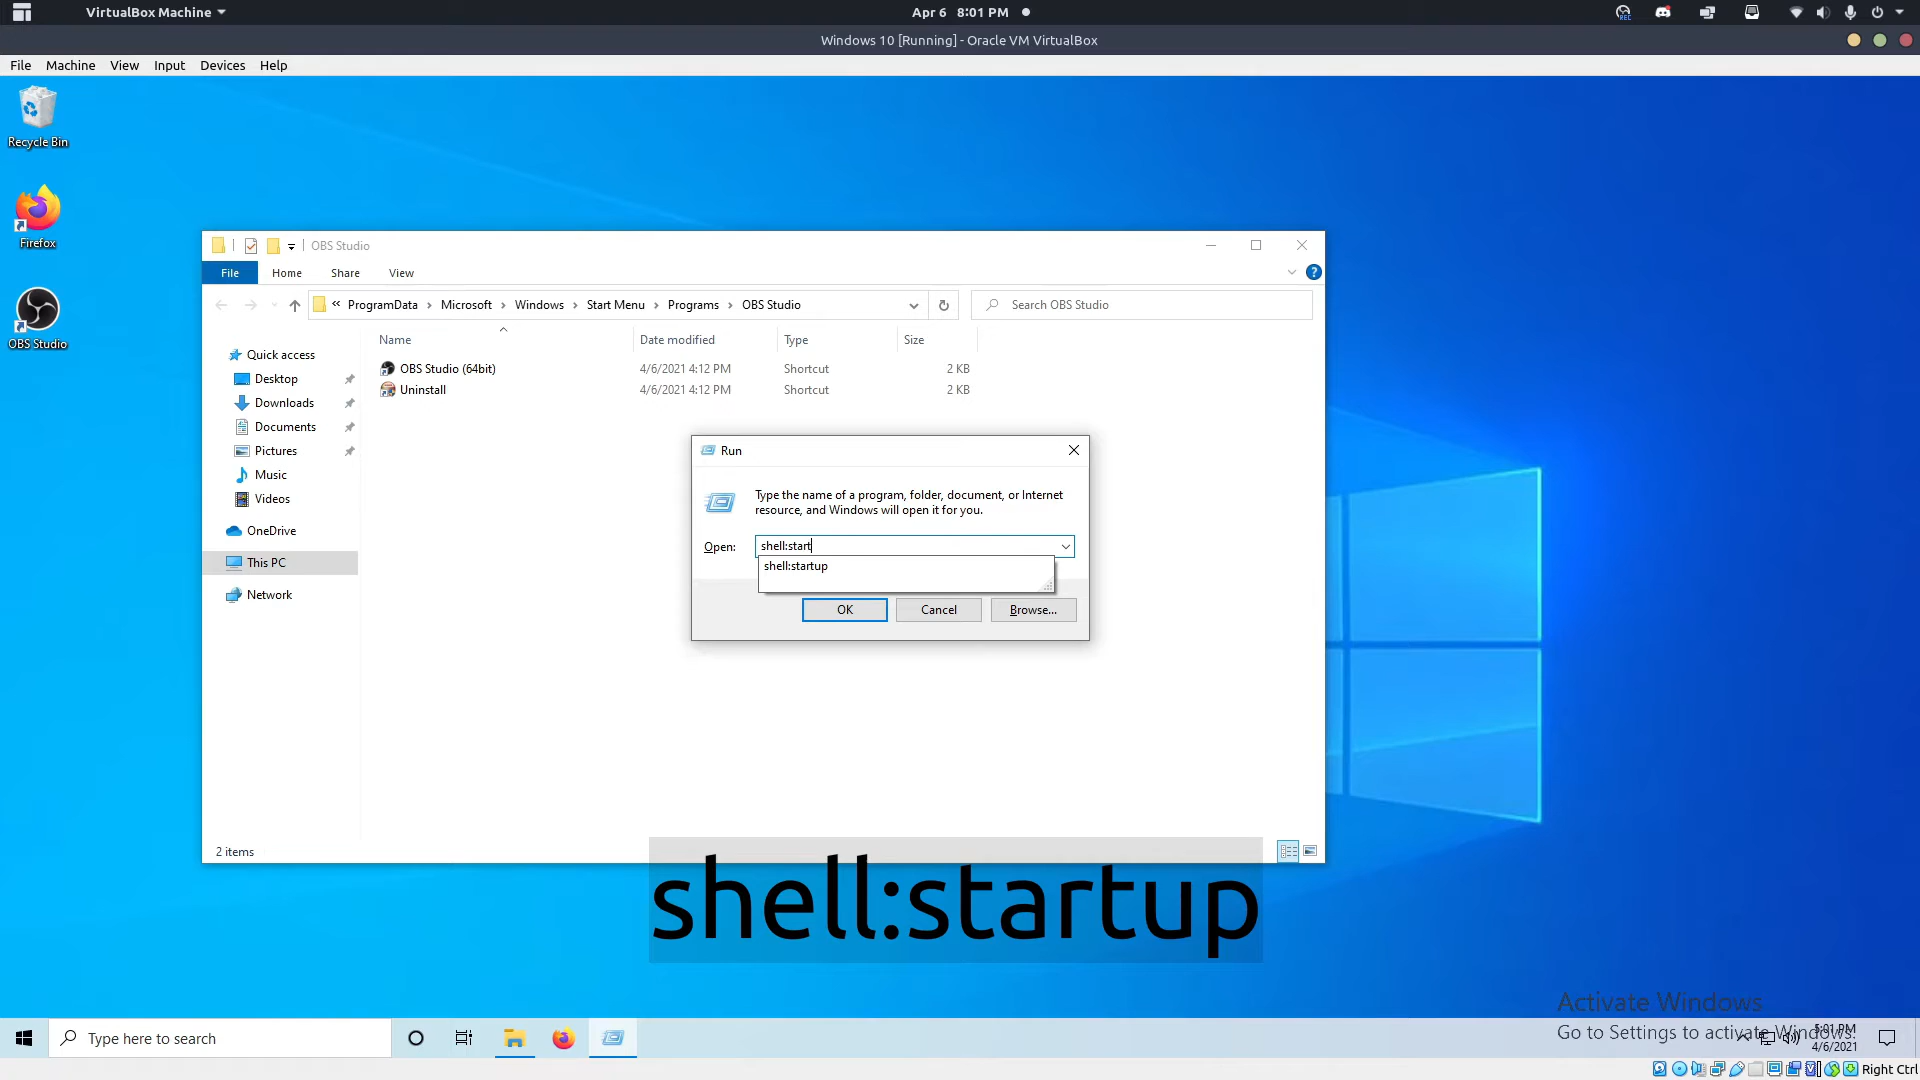 VirtualBox Machine
Apr 6 8:01 PM
REC
Windows 10 [Running] - Oracle VM VirtualBox
File Machine View Input Devices Help
Recycle Bin
Firefox
OBS Studio
OBS Studio
File Home Share View
« ProgramData › Microsoft › Windows › Start Menu › Programs › OBS Studio
Search OBS Studio
Name Date modified Type Size
OBS Studio (64bit) 4/6/2021 4:12 PM Shortcut 2 KB
Uninstall 4/6/2021 4:12 PM Shortcut 2 KB
Quick access
Desktop
Downloads
Documents
Pictures
Music
Videos
OneDrive
This PC
Network
2 items
Run
Type the name of a program, folder, document, or Internet
resource, and Windows will open it for you.
Open: shell:start
shell:startup
OK Cancel Browse...
shell:startup
Activate Windows
Go to Settings to activate Windows.
Type here to search
5:01 PM
4/6/2021
Right Ctrl